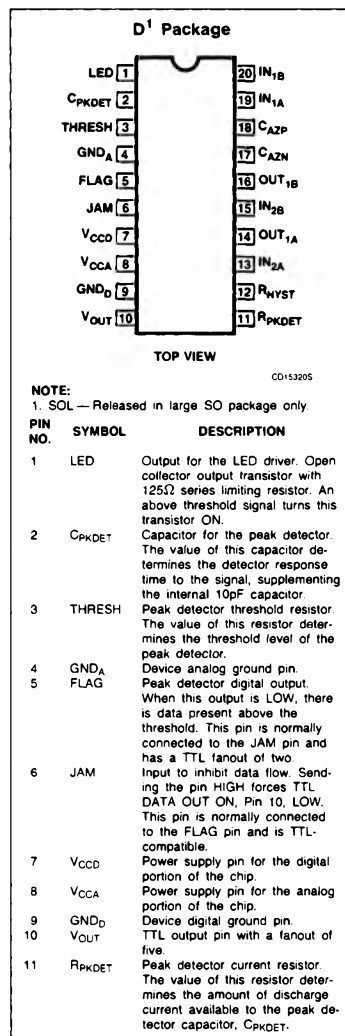 D¹ Package
LED 1
20 IN1B
CPKDET 2
19 IN1A
THRESH 3
18 CAZP
GNDA 4
17 CAZN
FLAG 5
16 OUT1B
JAM 6
15 IN2B
VCCD 7
14 OUT1A
VCCA 8
13 IN2A
GNDD 9
12 RHYST
VOUT 10
11 RPKDET
TOP VIEW
CD15320S
NOTE:
1. SOL — Released in large SO package only.
PIN NO. SYMBOL DESCRIPTION
1 LED Output for the LED driver. Open
collector output transistor with
125Ω series limiting resistor. An
above threshold signal turns this
transistor ON.
2 CPKDET Capacitor for the peak detector.
The value of this capacitor de-
termines the detector response
time to the signal, supplementing
the internal 10pF capacitor.
3 THRESH Peak detector threshold resistor.
The value of this resistor deter-
mines the threshold level of the
peak detector.
4 GNDA Device analog ground pin.
5 FLAG Peak detector digital output.
When this output is LOW, there
is data present above the
threshold. This pin is normally
connected to the JAM pin and
has a TTL fanout of two.
6 JAM Input to inhibit data flow. Send-
ing the pin HIGH forces TTL
DATA OUT ON, Pin 10, LOW.
This pin is normally connected
to the FLAG pin and is TTL-
compatible.
7 VCCD Power supply pin for the digital
portion of the chip.
8 VCCA Power supply pin for the analog
portion of the chip.
9 GNDD Device digital ground pin.
10 VOUT TTL output pin with a fanout of
five.
11 RPKDET Peak detector current resistor.
The value of this resistor deter-
mines the amount of discharge
current available to the peak de-
tector capacitor, CPKDET.